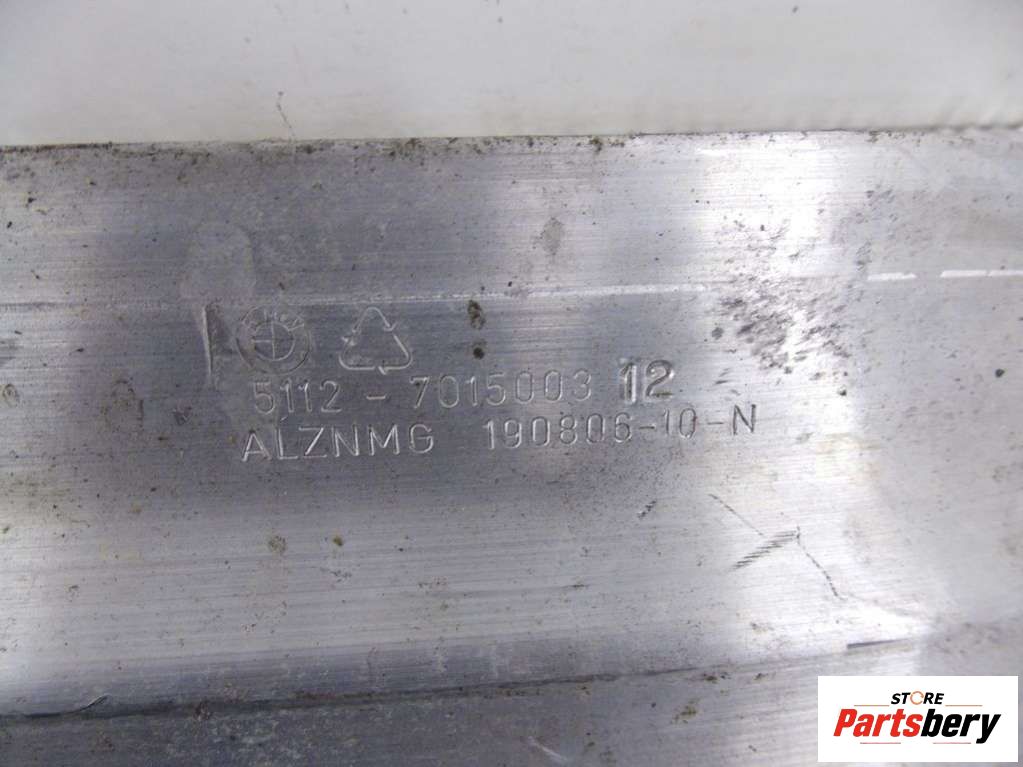 5112 - 7015003 12
ALZNMG 190806-10-N
STORE
Partsbery